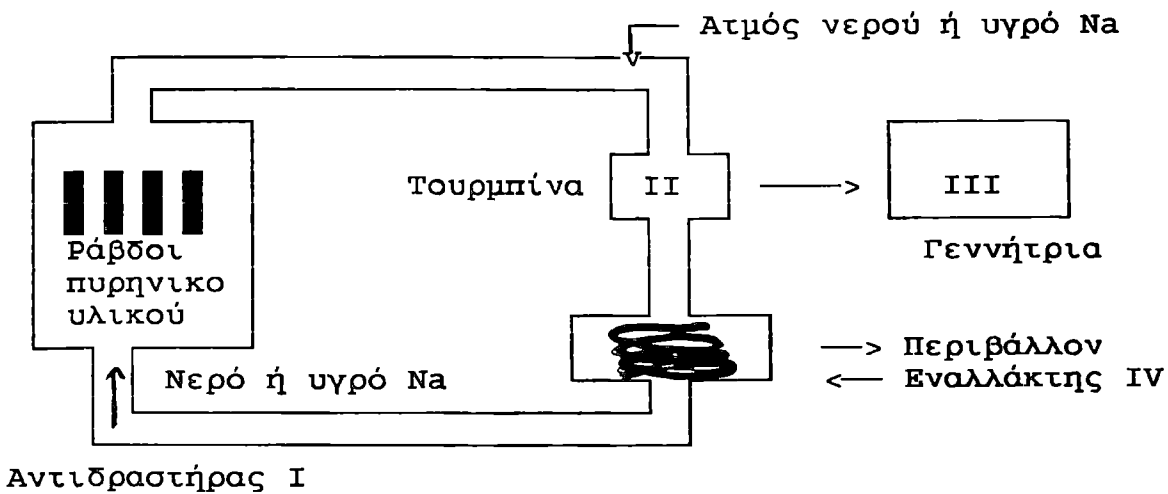 Ατμός νερού ή υγρό Na
Τουρμπίνα
II
III
Γεννήτρια
Ράβδοι
πυρηνικο
υλικού
Νερό ή υγρό Na
—> Περιβάλλον
<— Εναλλάκτης IV
Αντιδραστήρας I